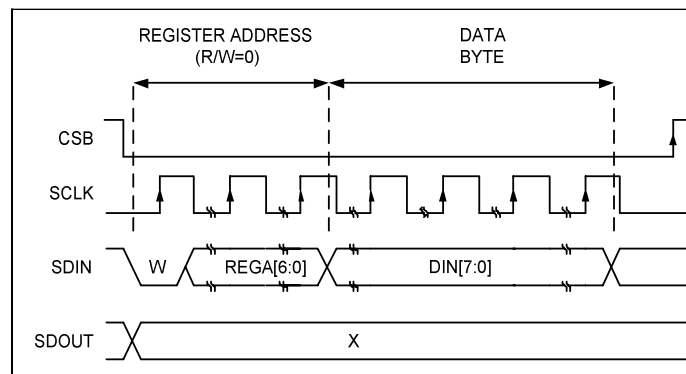 REGISTER ADDRESS
(R/W=0)
DATA
BYTE
CSB
SCLK
SDIN
W
REGA[6:0]
DIN[7:0]
SDOUT
X